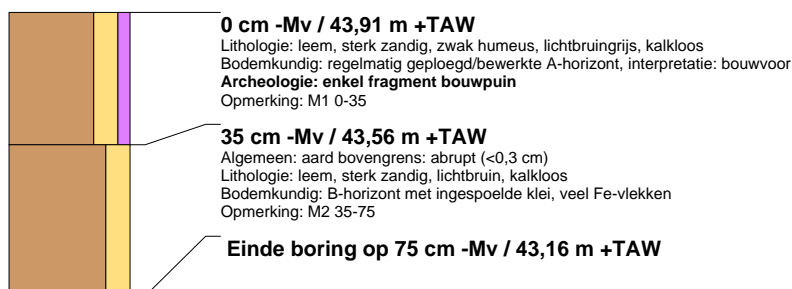 0 cm -Mv / 43,91 m +TAW
Lithologie: leem, sterk zandig, zwak humeus, lichtbruingrijs, kalkloos
Bodemkundig: regelmatig geploegd/bewerkte A-horizont, interpretatie: bouwvoor
Archeologie: enkel fragment bouwpuin
Opmerking: M1 0-35
35 cm -Mv / 43,56 m +TAW
Algemeen: aard bovengrens: abrupt (<0,3 cm)
Lithologie: leem, sterk zandig, lichtbruin, kalkloos
Bodemkundig: B-horizont met ingespoelde klei, veel Fe-vlekken
Opmerking: M2 35-75
Einde boring op 75 cm -Mv / 43,16 m +TAW